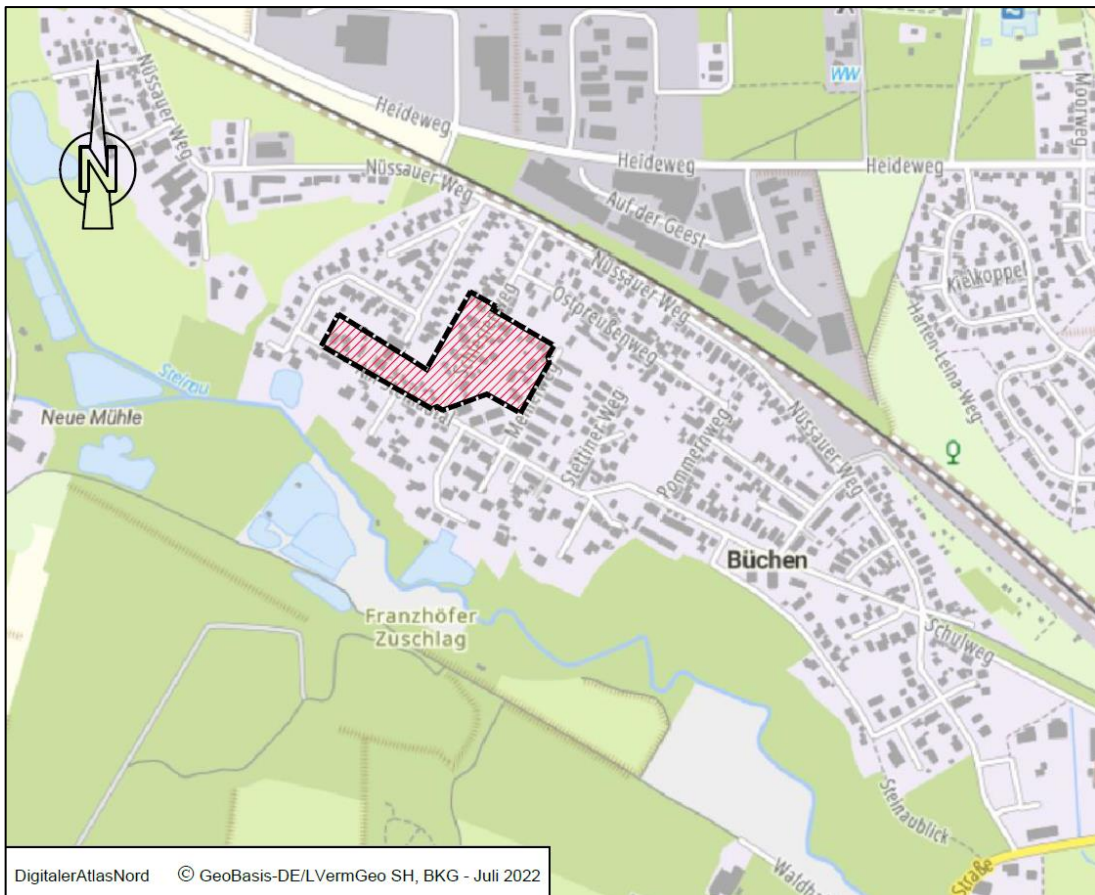 Nüssauer Weg
Heideweg
WW
Moorweg
N
Nüssauer Weg
Heideweg
Heideweg
Auf der Geest
Kielkoppel
Nüssauer Weg
Ostpreußenweg
Steinau
Harten-Leina-Weg
Neue Mühle
Stettliner Weg
Pommernweg
Nüssauer Weg
Büchen
Franzhöfer
Zuschlag
Schulweg
Steinaublick
Straße
DigitalerAtlasNord © GeoBasis-DE/LVermGeo SH, BKG - Juli 2022